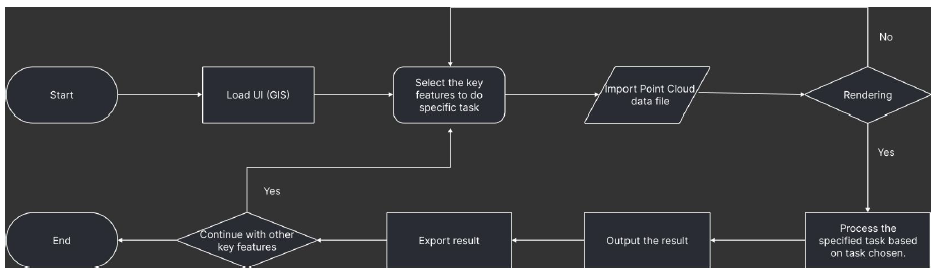 No
Start
Load UI (GIS)
Select the key
features to do
specific task
Import Point Cloud
data file
Rendering
Yes
Yes
End
Continue with other
key features
Export result
Output the result
Process the
specified task based
on task chosen.